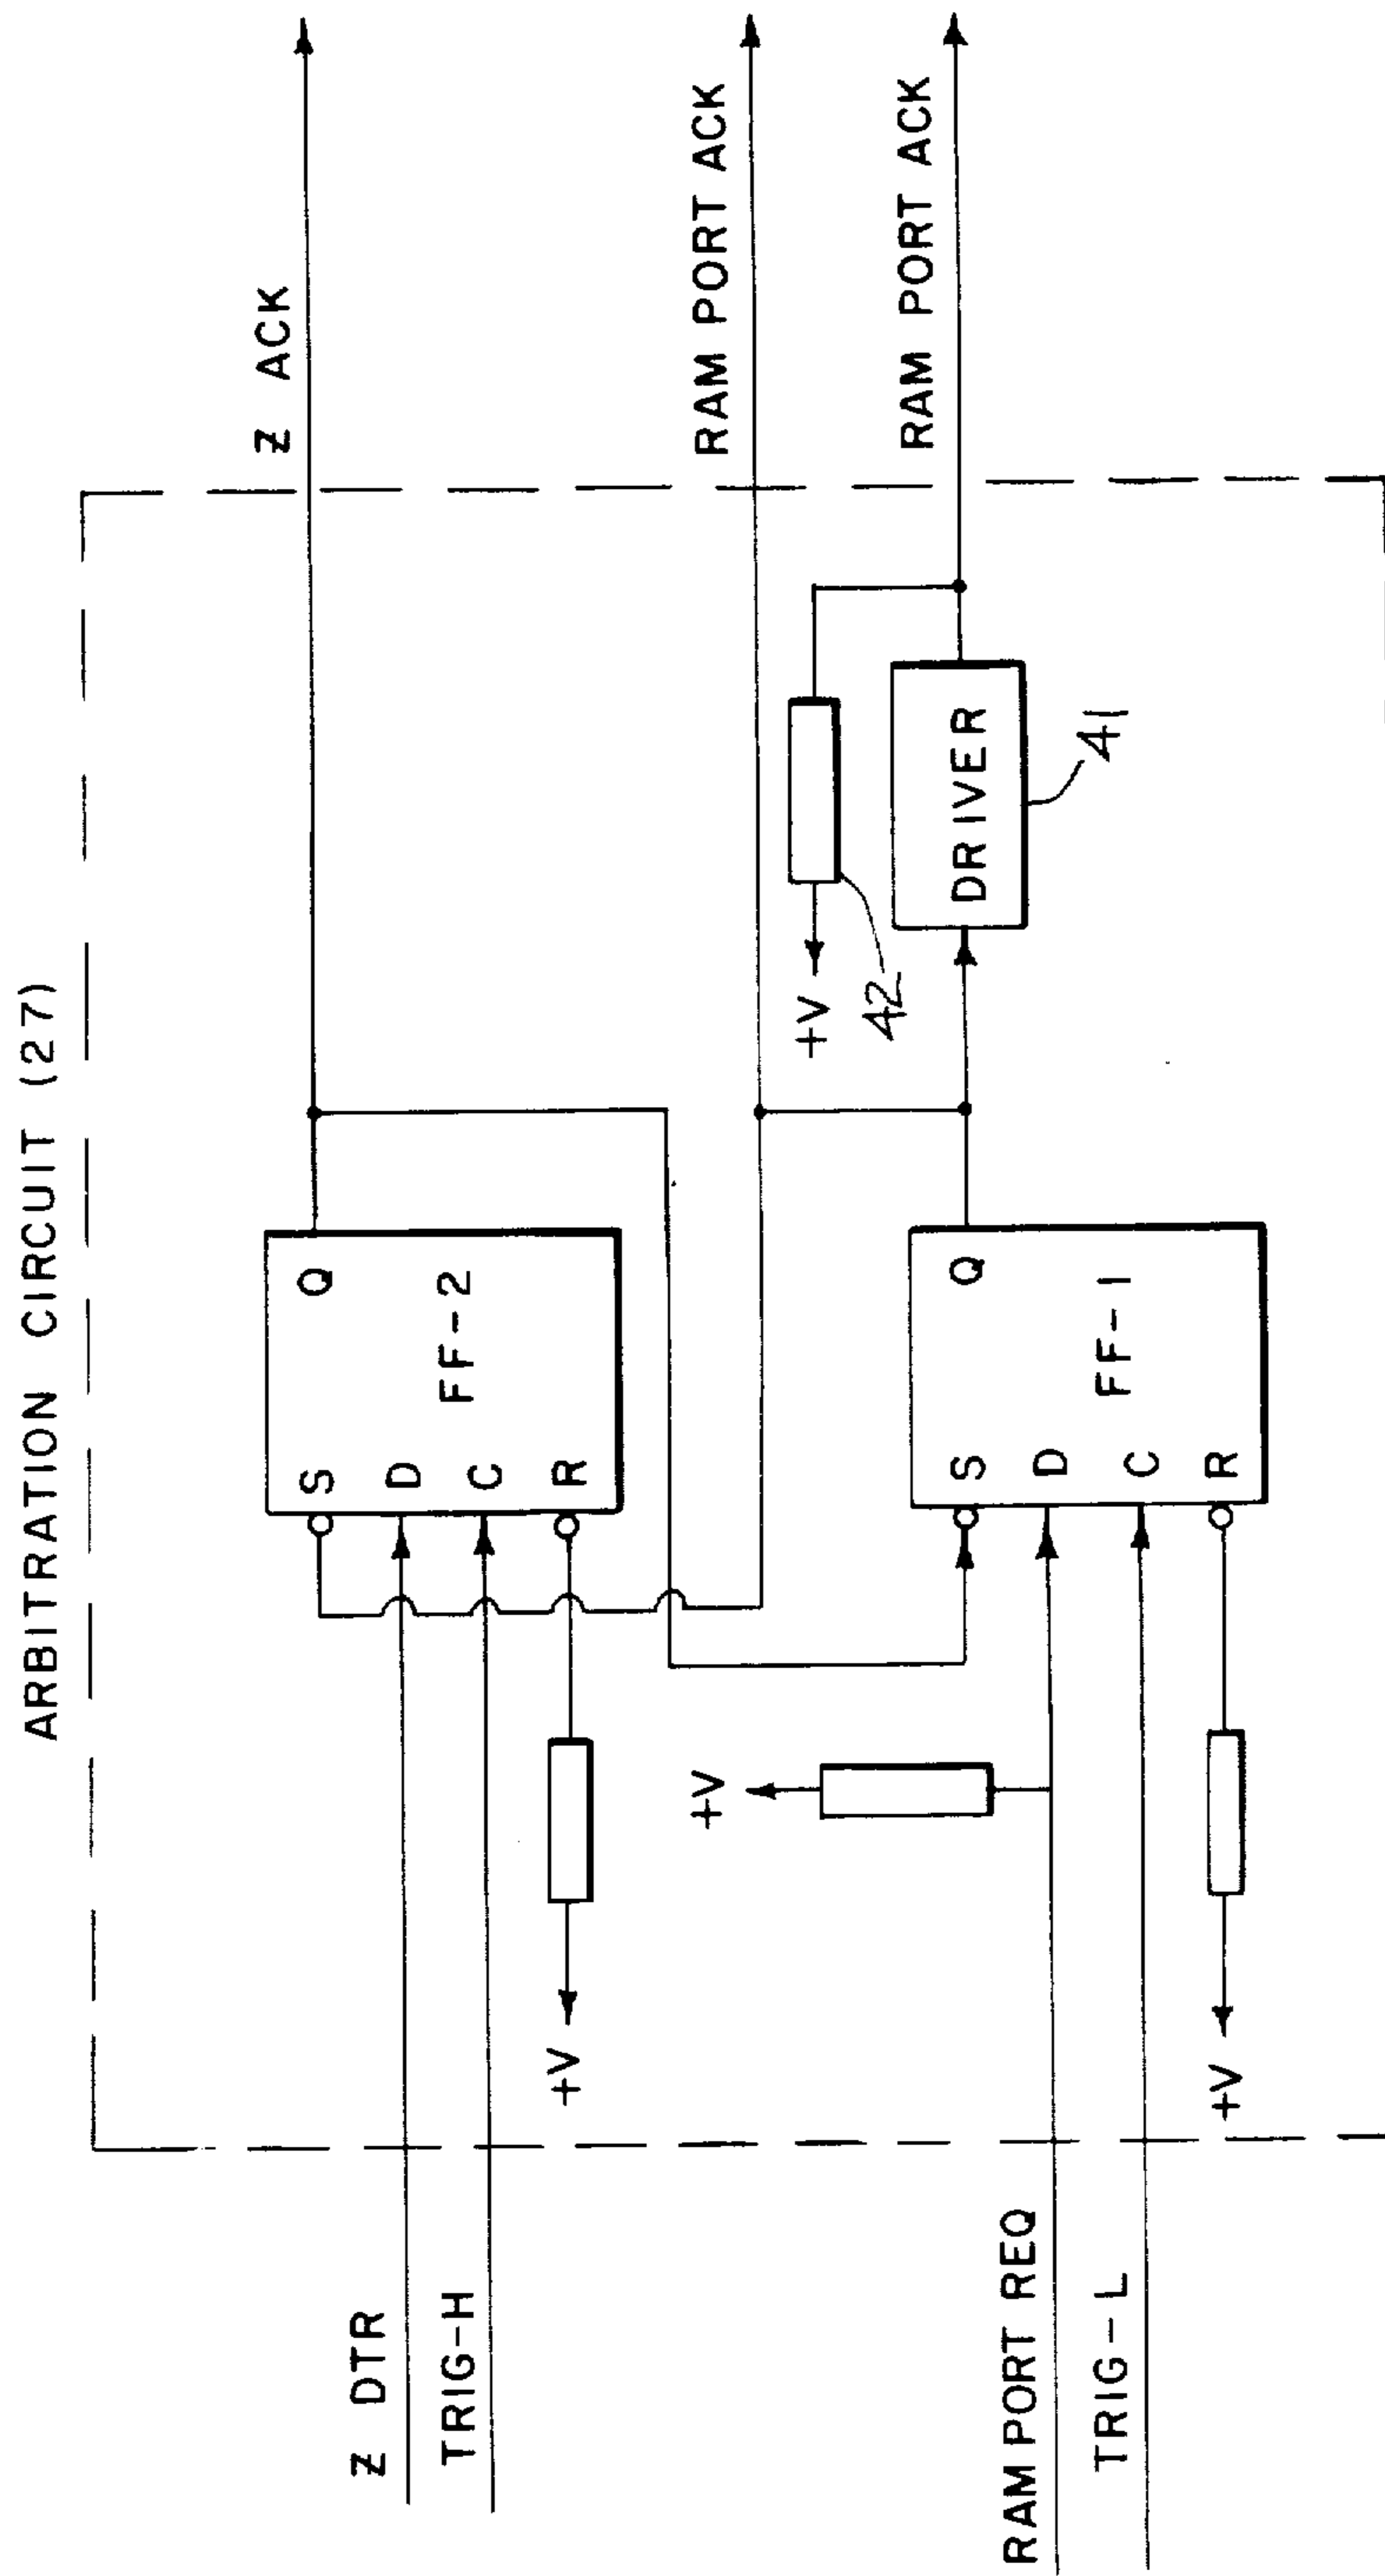 ARBITRATION CIRCUIT (27)
Z DTR
TRIG-H
S
D
C
R
Q
FF-2
+V
Z ACK
RAM PORT ACK
+V
+V
42
RAM PORT REQ
TRIG-L
S
D
C
R
Q
FF-1
+V
DRIVER
41
RAM PORT ACK